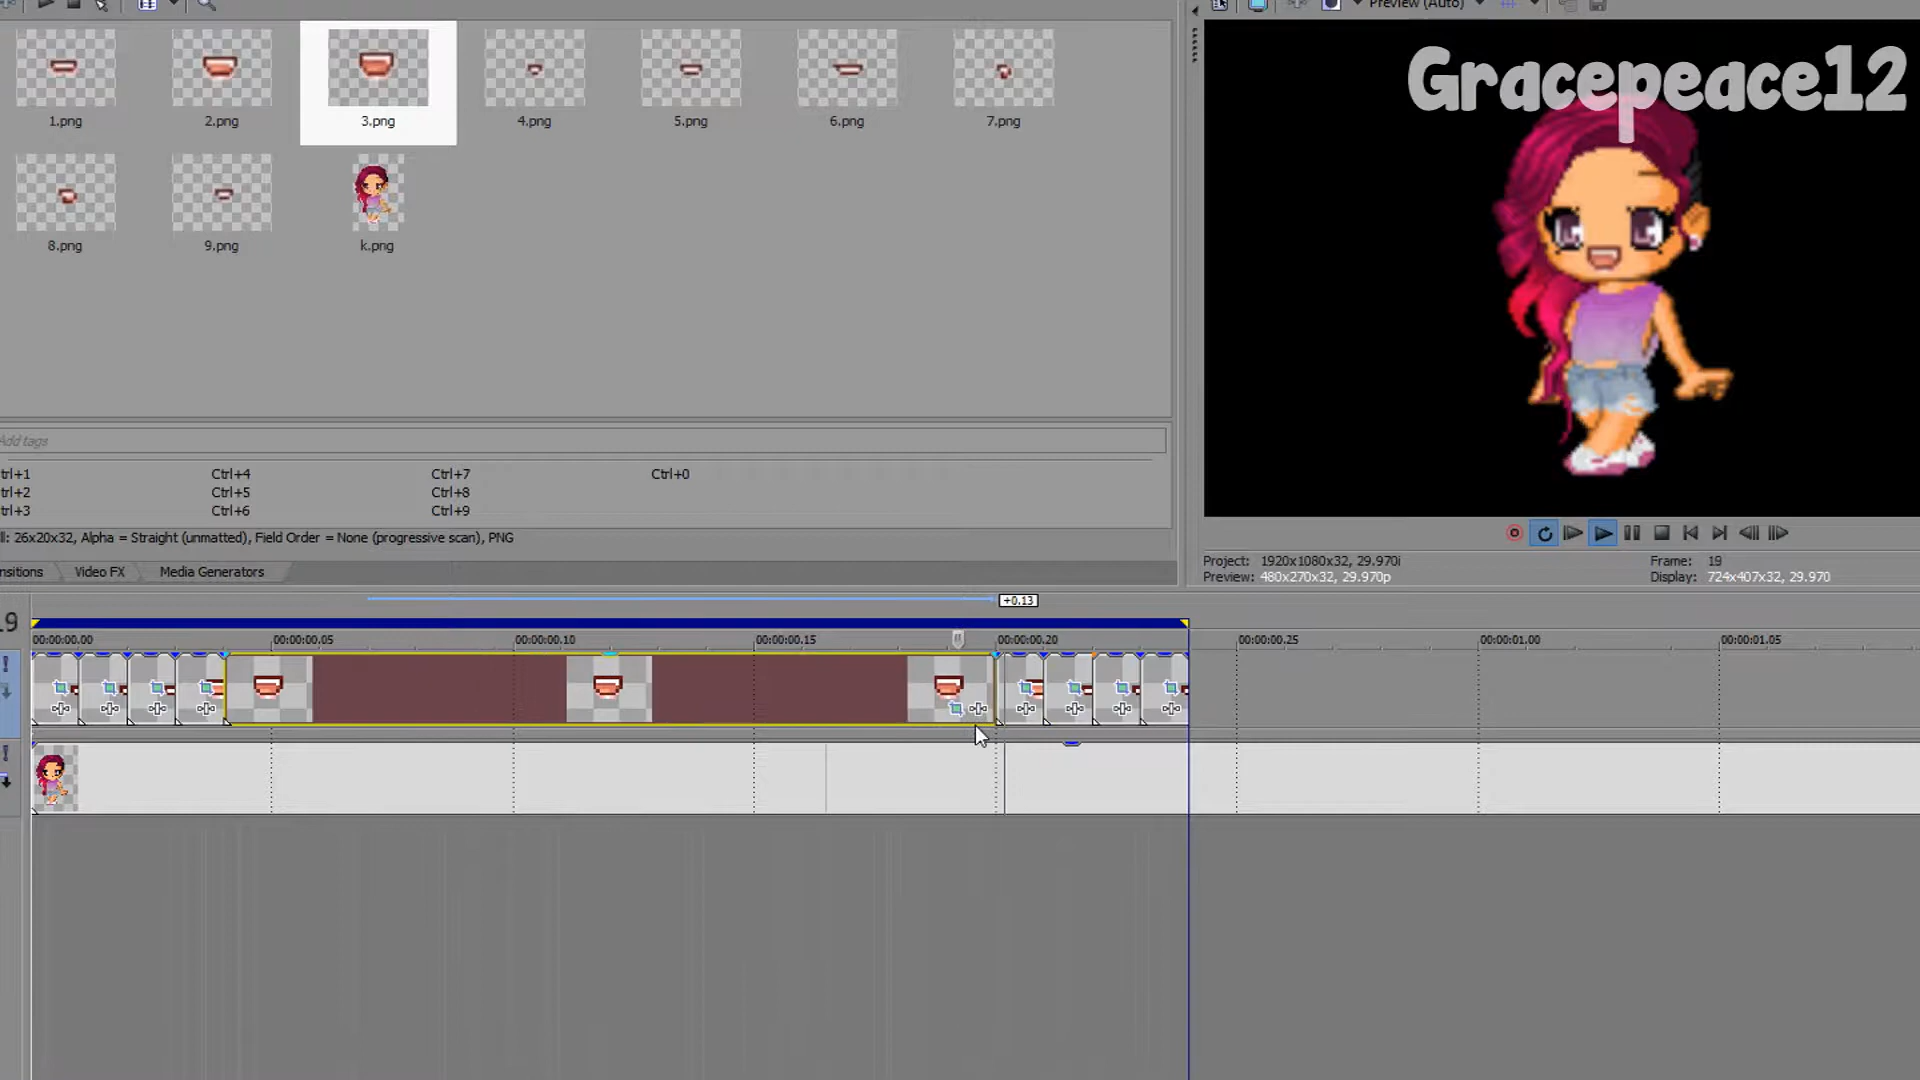 Preview (Auto)
1.png
2.png
3.png
4.png
5.png
6.png
7.png
8.png
9.png
k.png
Gracepeace12
Add tags
trl+1
Ctrl+4
Ctrl+7
Ctrl+0
trl+2
Ctrl+5
Ctrl+8
trl+3
Ctrl+6
Ctrl+9
ll: 26x20x32, Alpha = Straight (unmatted), Field Order = None (progressive scan), PNG
nsitions
Video FX
Media Generators
Project: 1920x1080x32, 29.970i
Preview: 480x270x32, 29.970p
Frame: 19
Display: 724x407x32, 29.970
+0.13
19
00:00:00.00
00:00:00.05
00:00:00.10
00:00:00.15
00:00:00.20
00:00:00.25
00:00:01.00
00:00:01.05